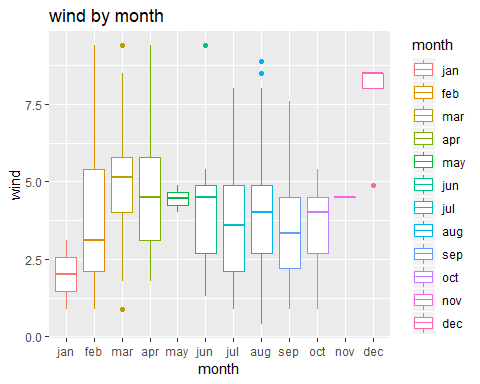 wind by month
wind
7.5
5.0
2.5
0.0
jan feb mar apr may jun jul aug sep oct nov dec
month
month
jan
feb
mar
apr
may
jun
jul
aug
sep
oct
nov
dec